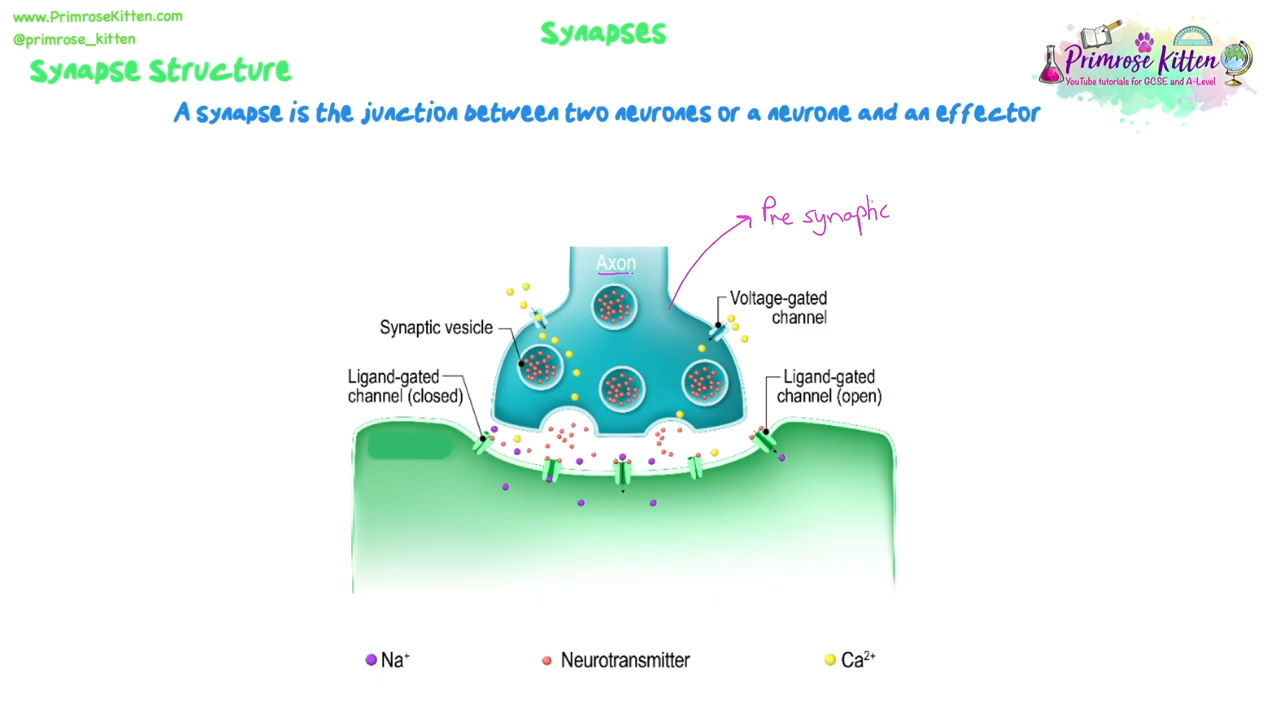 www.PrimroseKitten.com
@primrose_kitten
Synapses
Synapse Structure
Primrose Kitten
YouTube tutorials for GCSE and A-Level
A synapse is the junction between two neurones or a neurone and an effector
Pre synaptic
Axon
Voltage-gated
channel
Synaptic vesicle
Ligand-gated
channel (closed)
Ligand-gated
channel (open)
Na⁺
Neurotransmitter
Ca²⁺